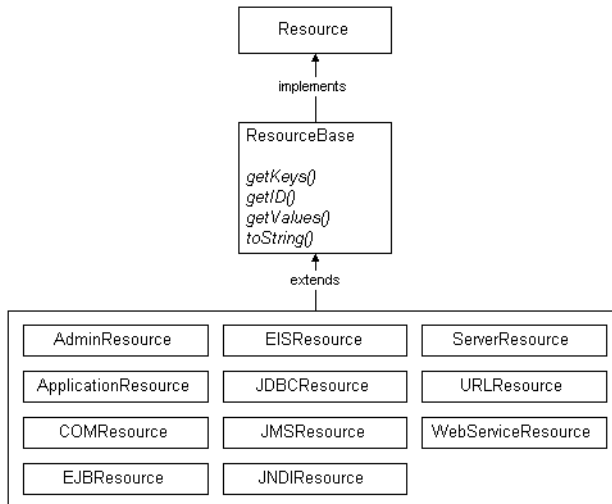 Resource
implements
ResourceBase
getKeys()
getID()
getValues()
toString()
extends
AdminResource
EISResource
ServerResource
ApplicationResource
JDBCResource
URLResource
COMResource
JMSResource
WebServiceResource
EJBResource
JNDIResource